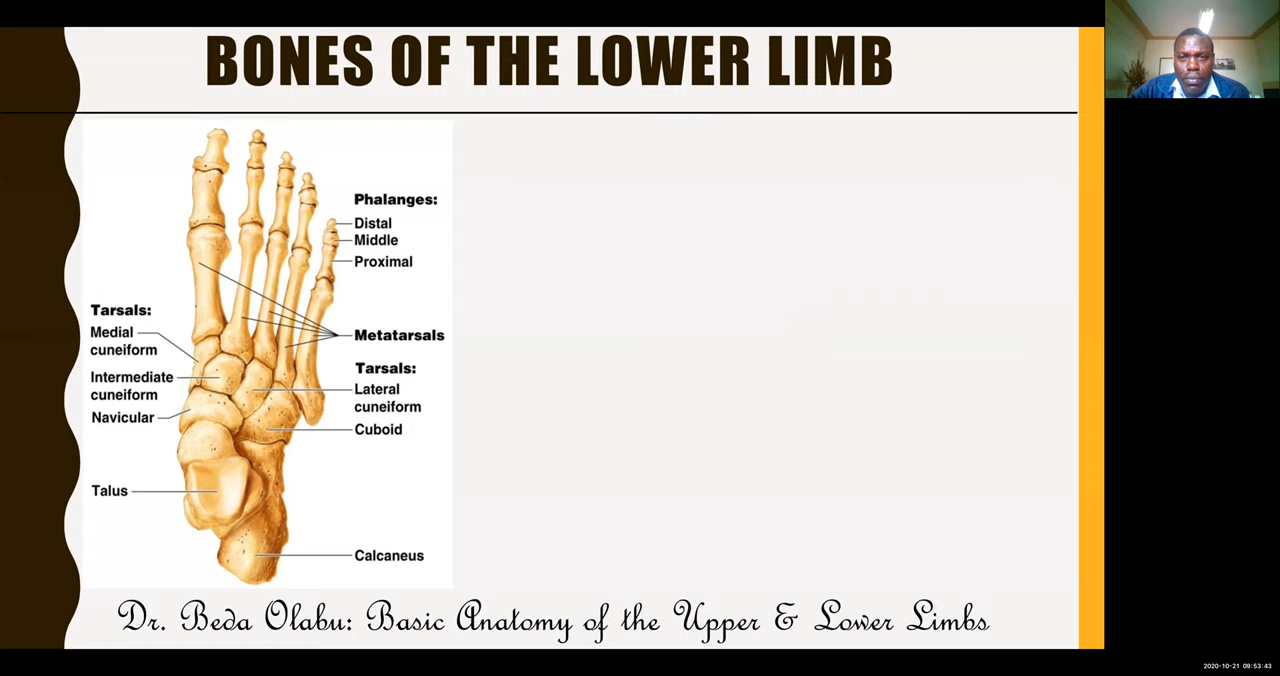 BONES OF THE LOWER LIMB
Phalanges:
Distal
Middle
Proximal
Tarsals:
Medial
cuneiform
Intermediate
cuneiform
Navicular
Talus
Metatarsals
Tarsals:
Lateral
cuneiform
Cuboid
Calcaneus
Dr. Beda Olabu: Basic Anatomy of the Upper & Lower Limbs
2020-10-21 09:53:43